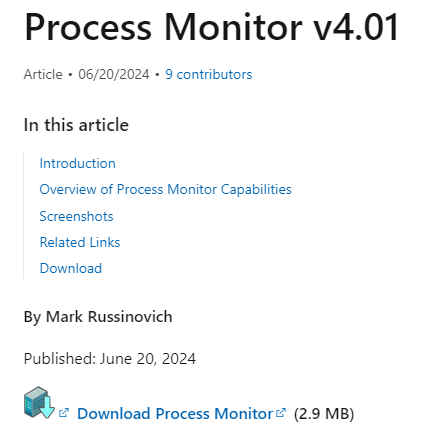 Process Monitor v4.01
Article • 06/20/2024 • 9 contributors
In this article
Introduction
Overview of Process Monitor Capabilities
Screenshots
Related Links
Download
By Mark Russinovich
Published: June 20, 2024
Download Process Monitor (2.9 MB)